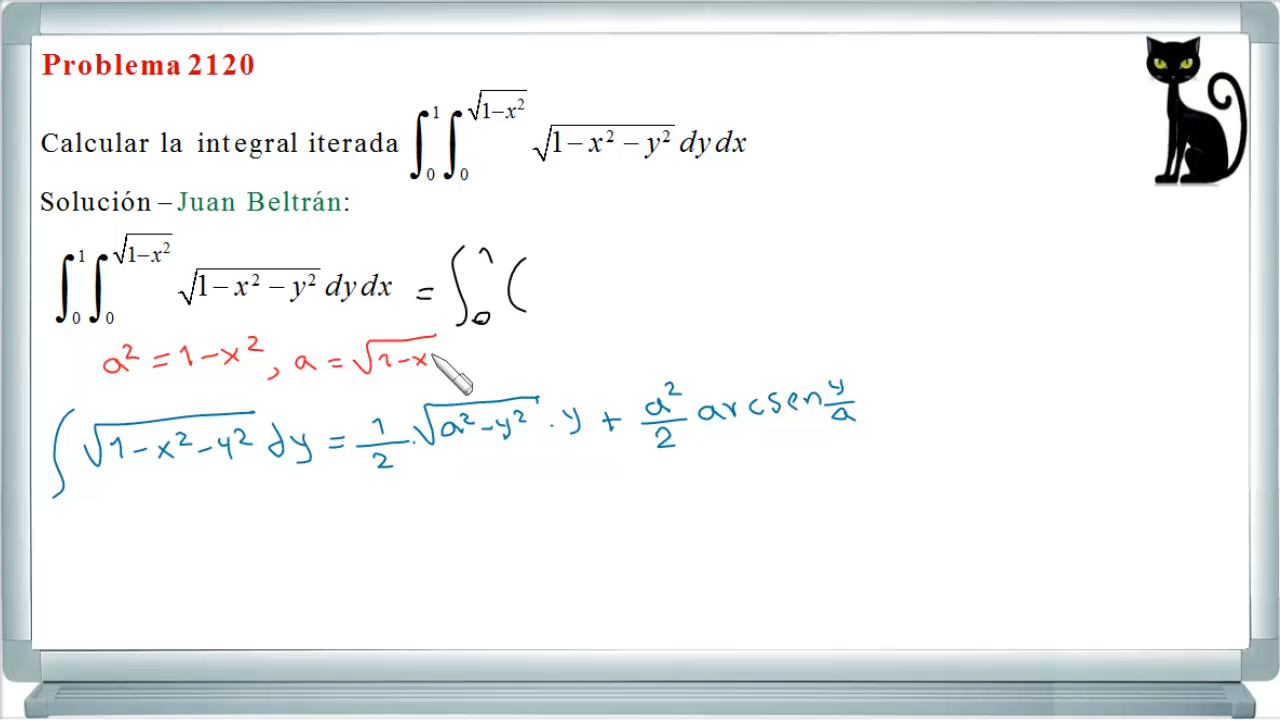 Problema 2120
Calcular la integral iterada ∫₀¹ ∫₀^√(1−x²) √(1−x²−y²) dy dx
Solución – Juan Beltrán:
∫₀¹ ∫₀^√(1−x²) √(1−x²−y²) dy dx = ∫₀¹ (
a² = 1−x², a = √(1−x
∫ √(1−x²−y²) dy = 1/2 · √(a²−y²) · y + a²/2 arcsen y/a